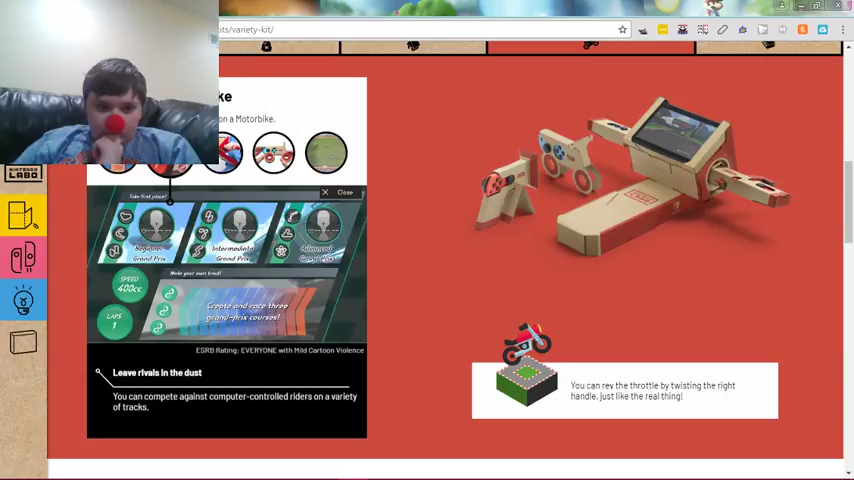 its/variety-kit/
ke
on a Motorbike.
NINTENDO
LABO
Take first place!
Close
Beginner
Grand Prix
Intermediate
Grand Prix
Advanced
Grand Prix
Make your own track!
SPEED
400cc
LAPS
1
Create and race three
grand-prix courses!
ESRB Rating: EVERYONE with Mild Cartoon Violence
Leave rivals in the dust
You can compete against computer-controlled riders on a variety
of tracks.
LABO
You can rev the throttle by twisting the right
handle, just like the real thing!